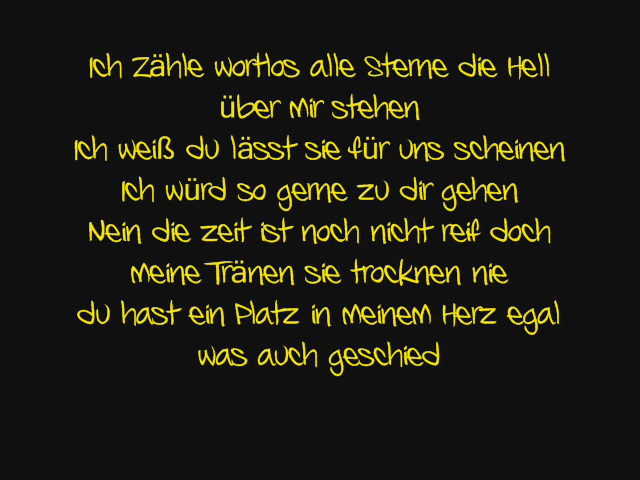 Ich Zähle wortlos alle Sterne die Hell
über mir stehen
Ich weiß du lässt sie für uns scheinen
Ich würd so gerne zu dir gehen
Nein die zeit ist noch nicht reif doch
meine Tränen sie trocknen nie
du hast ein Platz in meinem Herz egal
was auch geschied